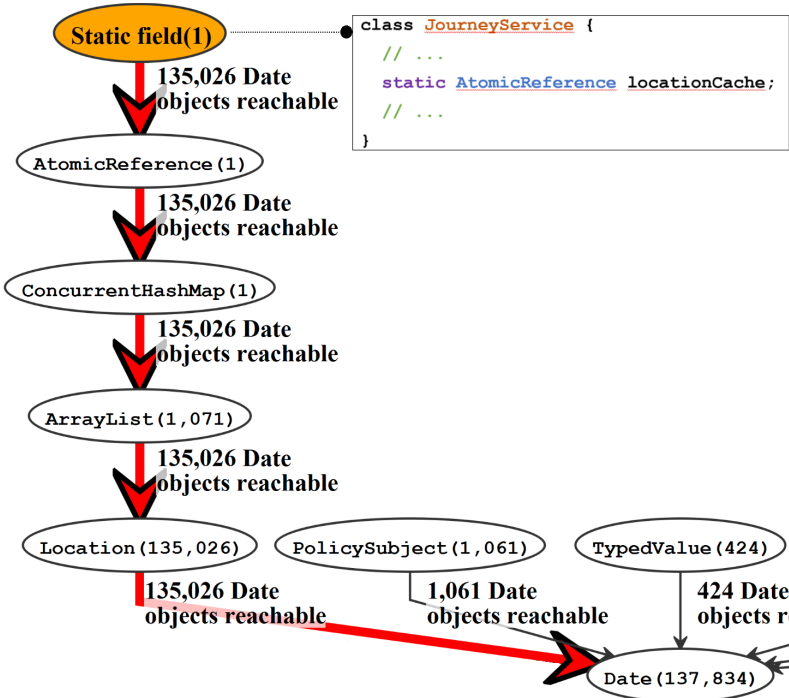 Static field(1)
class JourneyService {
// ...
static AtomicReference locationCache;
// ...
}
135,026 Date
objects reachable
AtomicReference(1)
135,026 Date
objects reachable
ConcurrentHashMap(1)
135,026 Date
objects reachable
ArrayList(1,071)
135,026 Date
objects reachable
Location(135,026)
PolicySubject(1,061)
TypedValue(424)
135,026 Date
objects reachable
1,061 Date
objects reachable
424 Date
objects
Date(137,834)